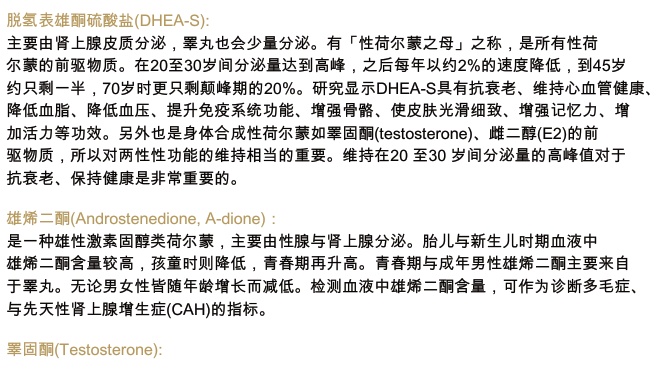 脱氢表雄酮硫酸盐(DHEA-S):
主要由肾上腺皮质分泌，睪丸也会少量分泌。有「性荷尔蒙之母」之称，是所有性荷
尔蒙的前驱物质。在20至30岁间分泌量达到高峰，之后每年以约2%的速度降低，到45岁
约只剩一半，70岁时更只剩颠峰期的20%。研究显示DHEA-S具有抗衰老、维持心血管健康、
降低血脂、降低血压、提升免疫系统功能、增强骨骼、使皮肤光滑细致、增强记忆力、增
加活力等功效。另外也是身体合成性荷尔蒙如睪固酮(testosterone)、雌二醇(E2)的前
驱物质，所以对两性性功能的维持相当的重要。维持在20 至30 岁间分泌量的高峰值对于
抗衰老、保持健康是非常重要的。
雄烯二酮(Androstenedione, A-dione)：
是一种雄性激素固醇类荷尔蒙，主要由性腺与肾上腺分泌。胎儿与新生儿时期血液中
雄烯二酮含量较高，孩童时则降低，青春期再升高。青春期与成年男性雄烯二酮主要来自
于睪丸。无论男女性皆随年龄增长而减低。检测血液中雄烯二酮含量，可作为诊断多毛症、
与先天性肾上腺增生症(CAH)的指标。
睪固酮(Testosterone):